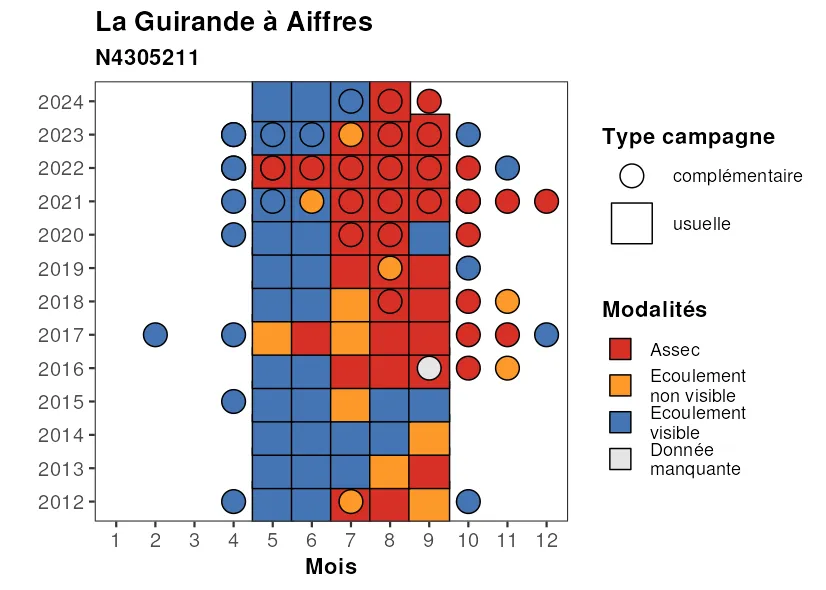 La Guirande à Aiffres
N4305211
2024
2023
2022
2021
2020
2019
2018
2017
2016
2015
2014
2013
2012
1 2 3 4 5 6 7 8 9 10 11 12
Mois
Type campagne
complémentaire
usuelle
Modalités
Assec
Ecoulement
non visible
Ecoulement
visible
Donnée
manquante